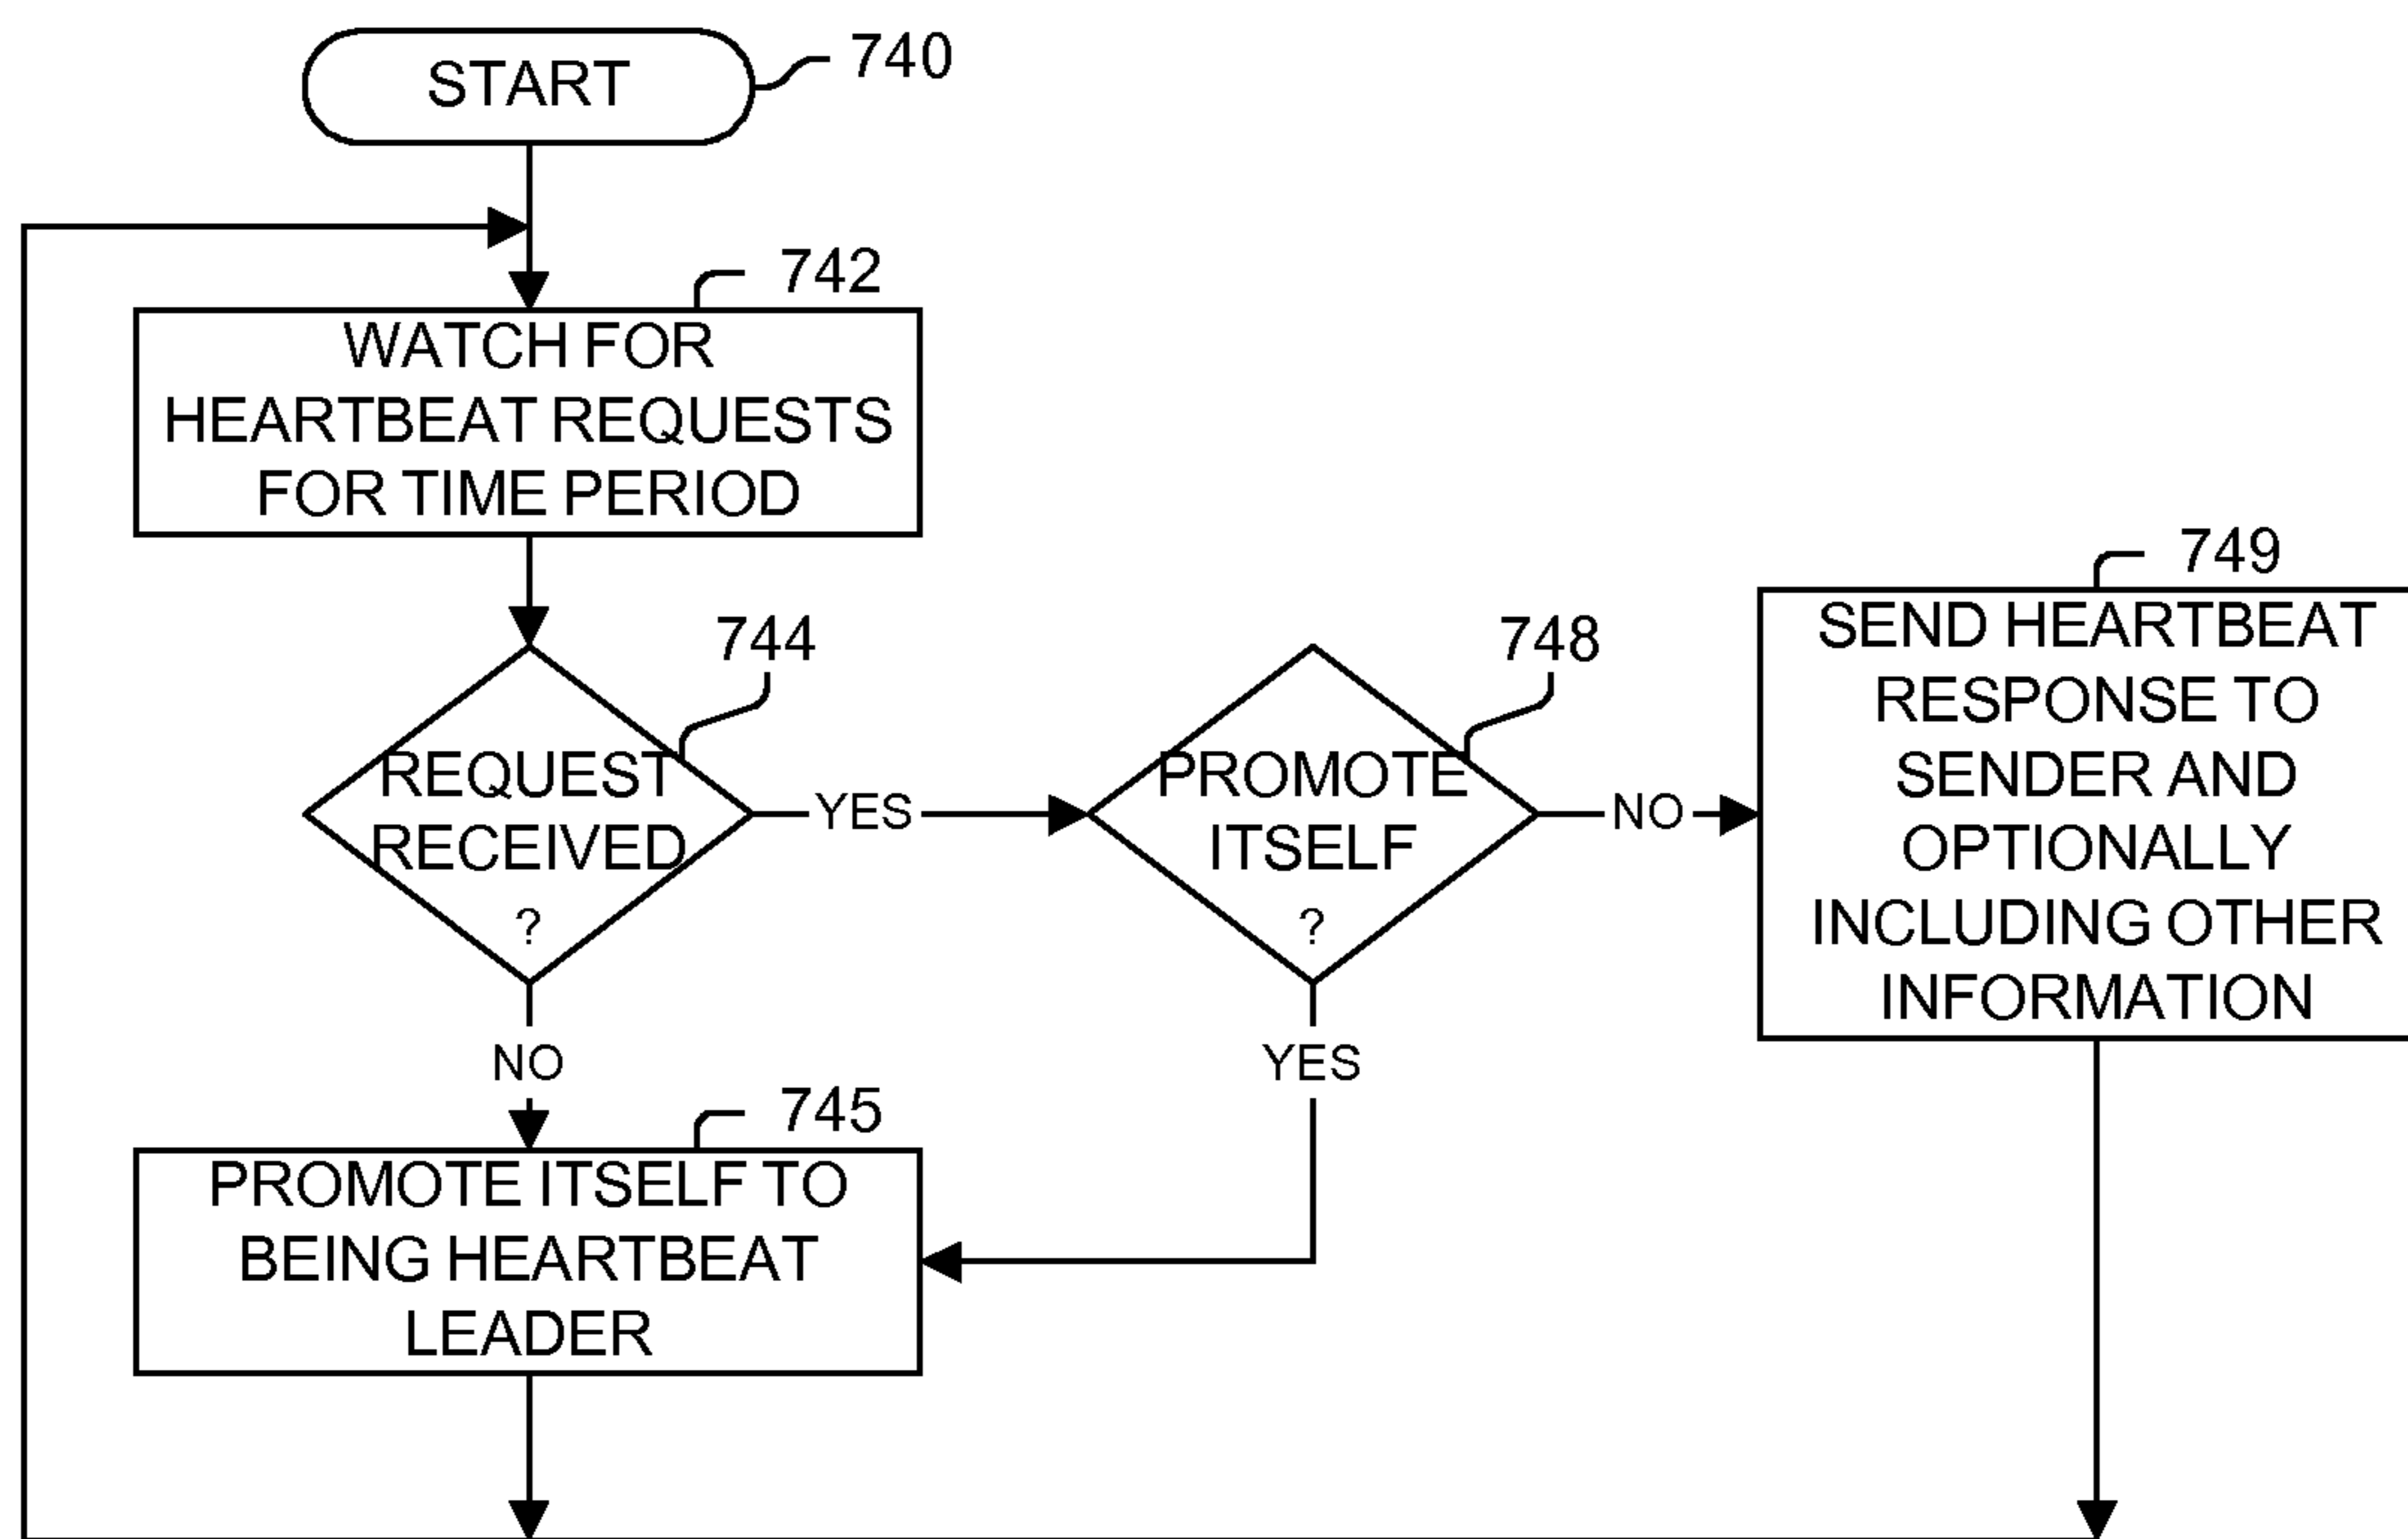 START
740
742
WATCH FOR
HEARTBEAT REQUESTS
FOR TIME PERIOD
744
REQUEST
RECEIVED
?
YES
NO
748
PROMOTE
ITSELF
?
NO
YES
749
SEND HEARTBEAT
RESPONSE TO
SENDER AND
OPTIONALLY
INCLUDING OTHER
INFORMATION
745
PROMOTE ITSELF TO
BEING HEARTBEAT
LEADER